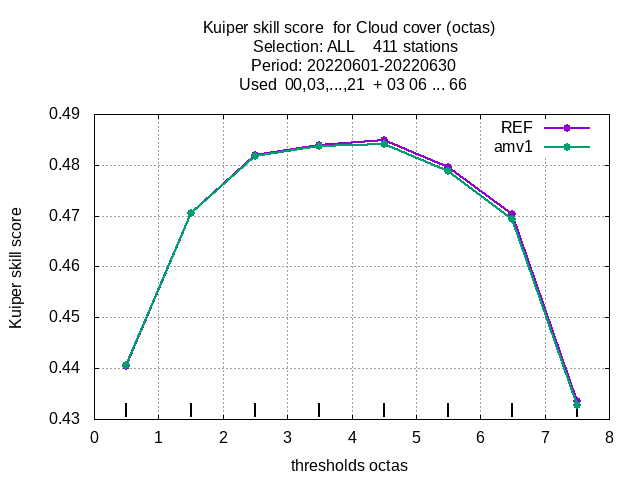 Kuiper skill score  for Cloud cover (octas)
Selection: ALL    411 stations
Period: 20220601-20220630
Used  00,03,...,21  + 03 06 ... 66
REF
amv1
0.49
0.48
0.47
0.46
0.45
0.44
0.43
Kuiper skill score
0 1 2 3 4 5 6 7 8
thresholds octas